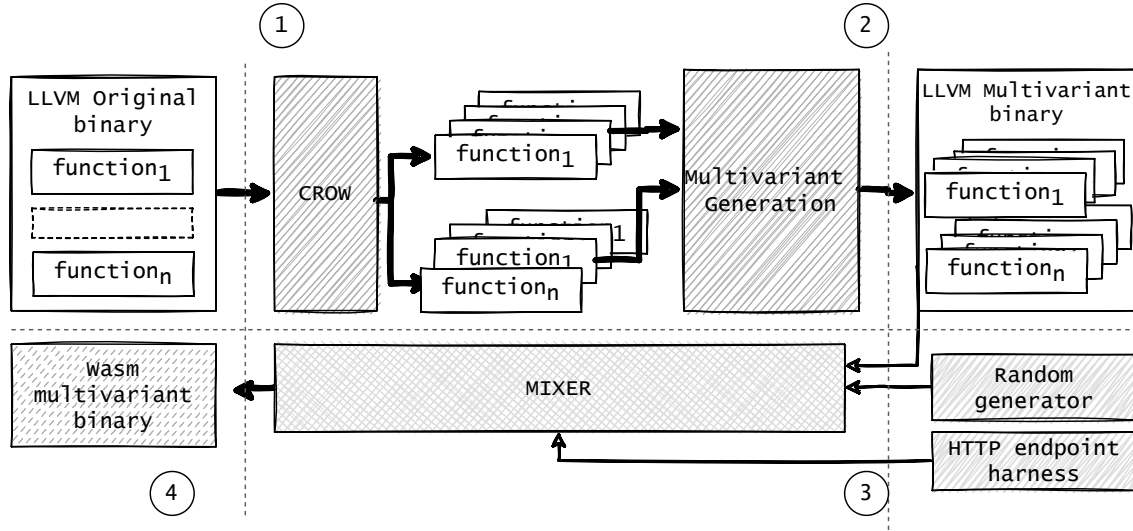 1
2
LLVM Original
binary
function1
functionn
CROW
functi
function1
functionn
function1
Multivariant
Generation
LLVM Multivariant
binary
function1
functionn
Wasm
multivariant
binary
MIXER
Random
generator
HTTP endpoint
harness
4
3